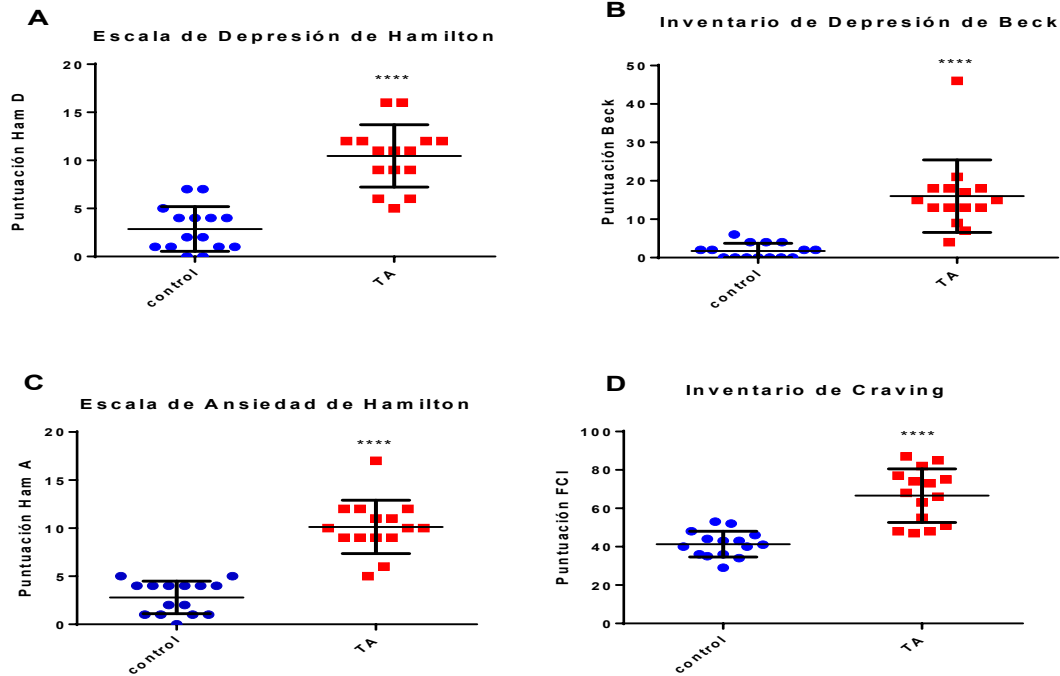 A
Escala de Depresión de Hamilton
Puntuación Ham D
20
15
10
5
0
****
control
TA
B
Inventario de Depresión de Beck
Puntuación Beck
50
40
30
20
10
0
****
control
TA
C
Escala de Ansiedad de Hamilton
Puntuación Ham A
20
15
10
5
0
****
control
TA
D
Inventario de Craving
Puntuación FCI
100
80
60
40
20
0
****
control
TA